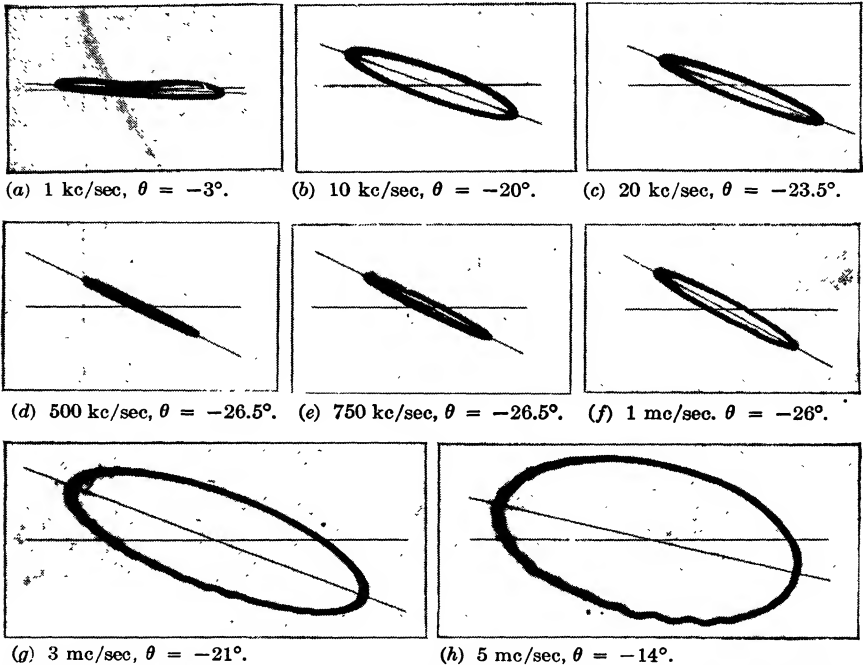 (a) 1 kc/sec, θ = −3°.
(b) 10 kc/sec, θ = −20°.
(c) 20 kc/sec, θ = −23.5°.
(d) 500 kc/sec, θ = −26.5°.
(e) 750 kc/sec, θ = −26.5°.
(f) 1 mc/sec. θ = −26°.
(g) 3 mc/sec, θ = −21°.
(h) 5 mc/sec, θ = −14°.